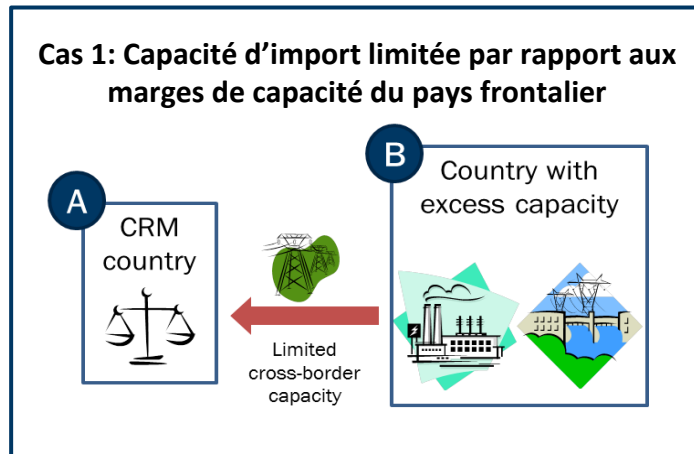 Cas 1: Capacité d’import limitée par rapport aux
marges de capacité du pays frontalier
A
CRM
country
B
Country with
excess capacity
Limited
cross-border
capacity